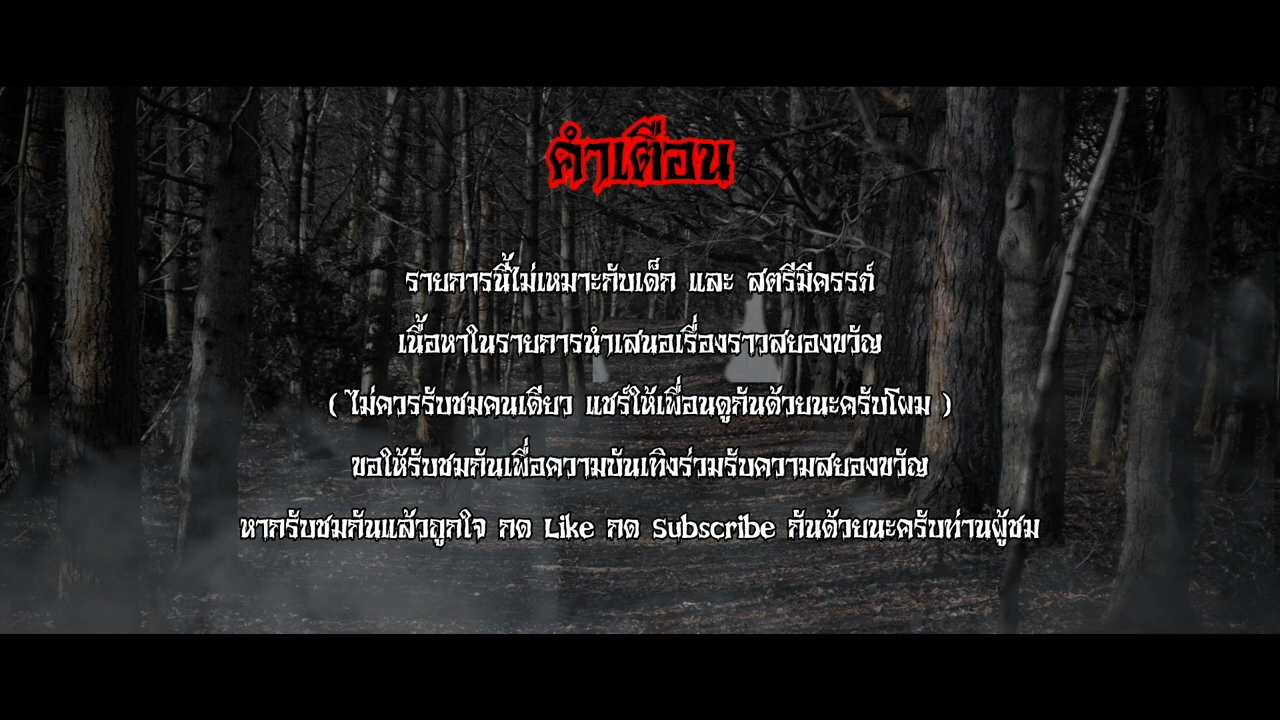 คำเตือน
รายการนี้ไม่เหมาะกับเด็ก และ สตรีมีครรภ์
เนื้อหาในรายการนำเสนอเรื่องราวสยองขวัญ
( ไม่ควรรับชมคนเดียว แชร์ให้เพื่อนดูกันด้วยนะครับโผม )
ขอให้รับชมกันเพื่อความบันเทิงร่วมรับความสยองขวัญ
หากรับชมกันแล้วถูกใจ กด Like กด Subscribe กันด้วยนะครับท่านผู้ชม